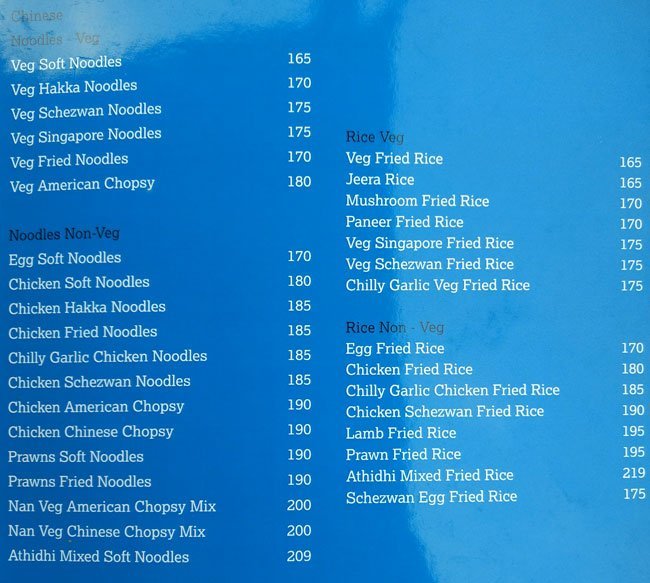 Chinese
Noodles - Veg
Veg Soft Noodles 165
Veg Hakka Noodles 170
Veg Schezwan Noodles 175
Veg Singapore Noodles 175
Veg Fried Noodles 170
Veg American Chopsy 180
Noodles Non-Veg
Egg Soft Noodles 170
Chicken Soft Noodles 180
Chicken Hakka Noodles 185
Chicken Fried Noodles 185
Chilly Garlic Chicken Noodles 185
Chicken Schezwan Noodles 185
Chicken American Chopsy 190
Chicken Chinese Chopsy 190
Prawns Soft Noodles 190
Prawns Fried Noodles 190
Nan Veg American Chopsy Mix 200
Nan Veg Chinese Chopsy Mix 200
Athidhi Mixed Soft Noodles 209
Rice Veg
Veg Fried Rice 165
Jeera Rice 165
Mushroom Fried Rice 170
Paneer Fried Rice 170
Veg Singapore Fried Rice 175
Veg Schezwan Fried Rice 175
Chilly Garlic Veg Fried Rice 175
Rice Non - Veg
Egg Fried Rice 170
Chicken Fried Rice 180
Chilly Garlic Chicken Fried Rice 185
Chicken Schezwan Fried Rice 190
Lamb Fried Rice 195
Prawn Fried Rice 195
Athidhi Mixed Fried Rice 219
Schezwan Egg Fried Rice 175